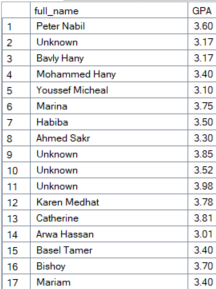 full_name GPA
1 Peter Nabil 3.60
2 Unknown 3.17
3 Bavly Hany 3.17
4 Mohammed Hany 3.40
5 Youssef Micheal 3.10
6 Marina 3.75
7 Habiba 3.50
8 Ahmed Sakr 3.30
9 Unknown 3.85
10 Unknown 3.52
11 Unknown 3.98
12 Karen Medhat 3.78
13 Catherine 3.81
14 Arwa Hassan 3.01
15 Basel Tamer 3.40
16 Bishoy 3.70
17 Mariam 3.40